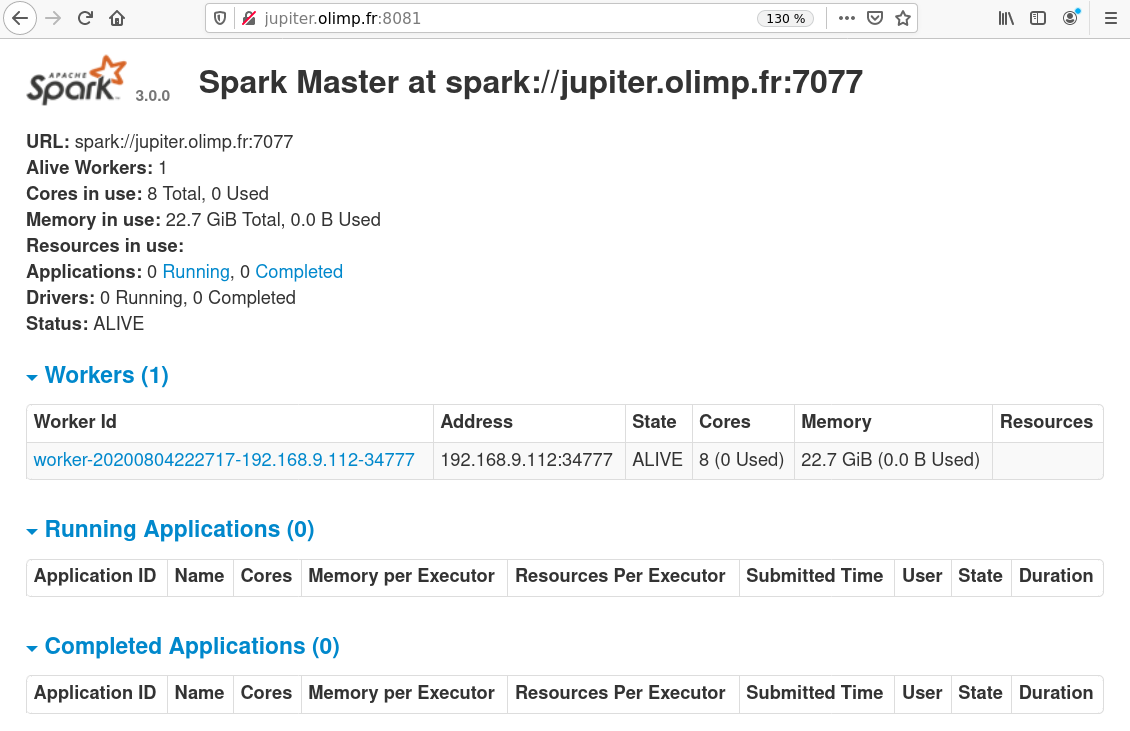 jupiter.olimp.fr:8081
130 %
APACHE
Spark™ 3.0.0
Spark Master at spark://jupiter.olimp.fr:7077
URL: spark://jupiter.olimp.fr:7077
Alive Workers: 1
Cores in use: 8 Total, 0 Used
Memory in use: 22.7 GiB Total, 0.0 B Used
Resources in use:
Applications: 0 Running, 0 Completed
Drivers: 0 Running, 0 Completed
Status: ALIVE
Workers (1)
Worker Id Address State Cores Memory Resources
worker-20200804222717-192.168.9.112-34777 192.168.9.112:34777 ALIVE 8 (0 Used) 22.7 GiB (0.0 B Used)
Running Applications (0)
Application ID Name Cores Memory per Executor Resources Per Executor Submitted Time User State Duration
Completed Applications (0)
Application ID Name Cores Memory per Executor Resources Per Executor Submitted Time User State Duration